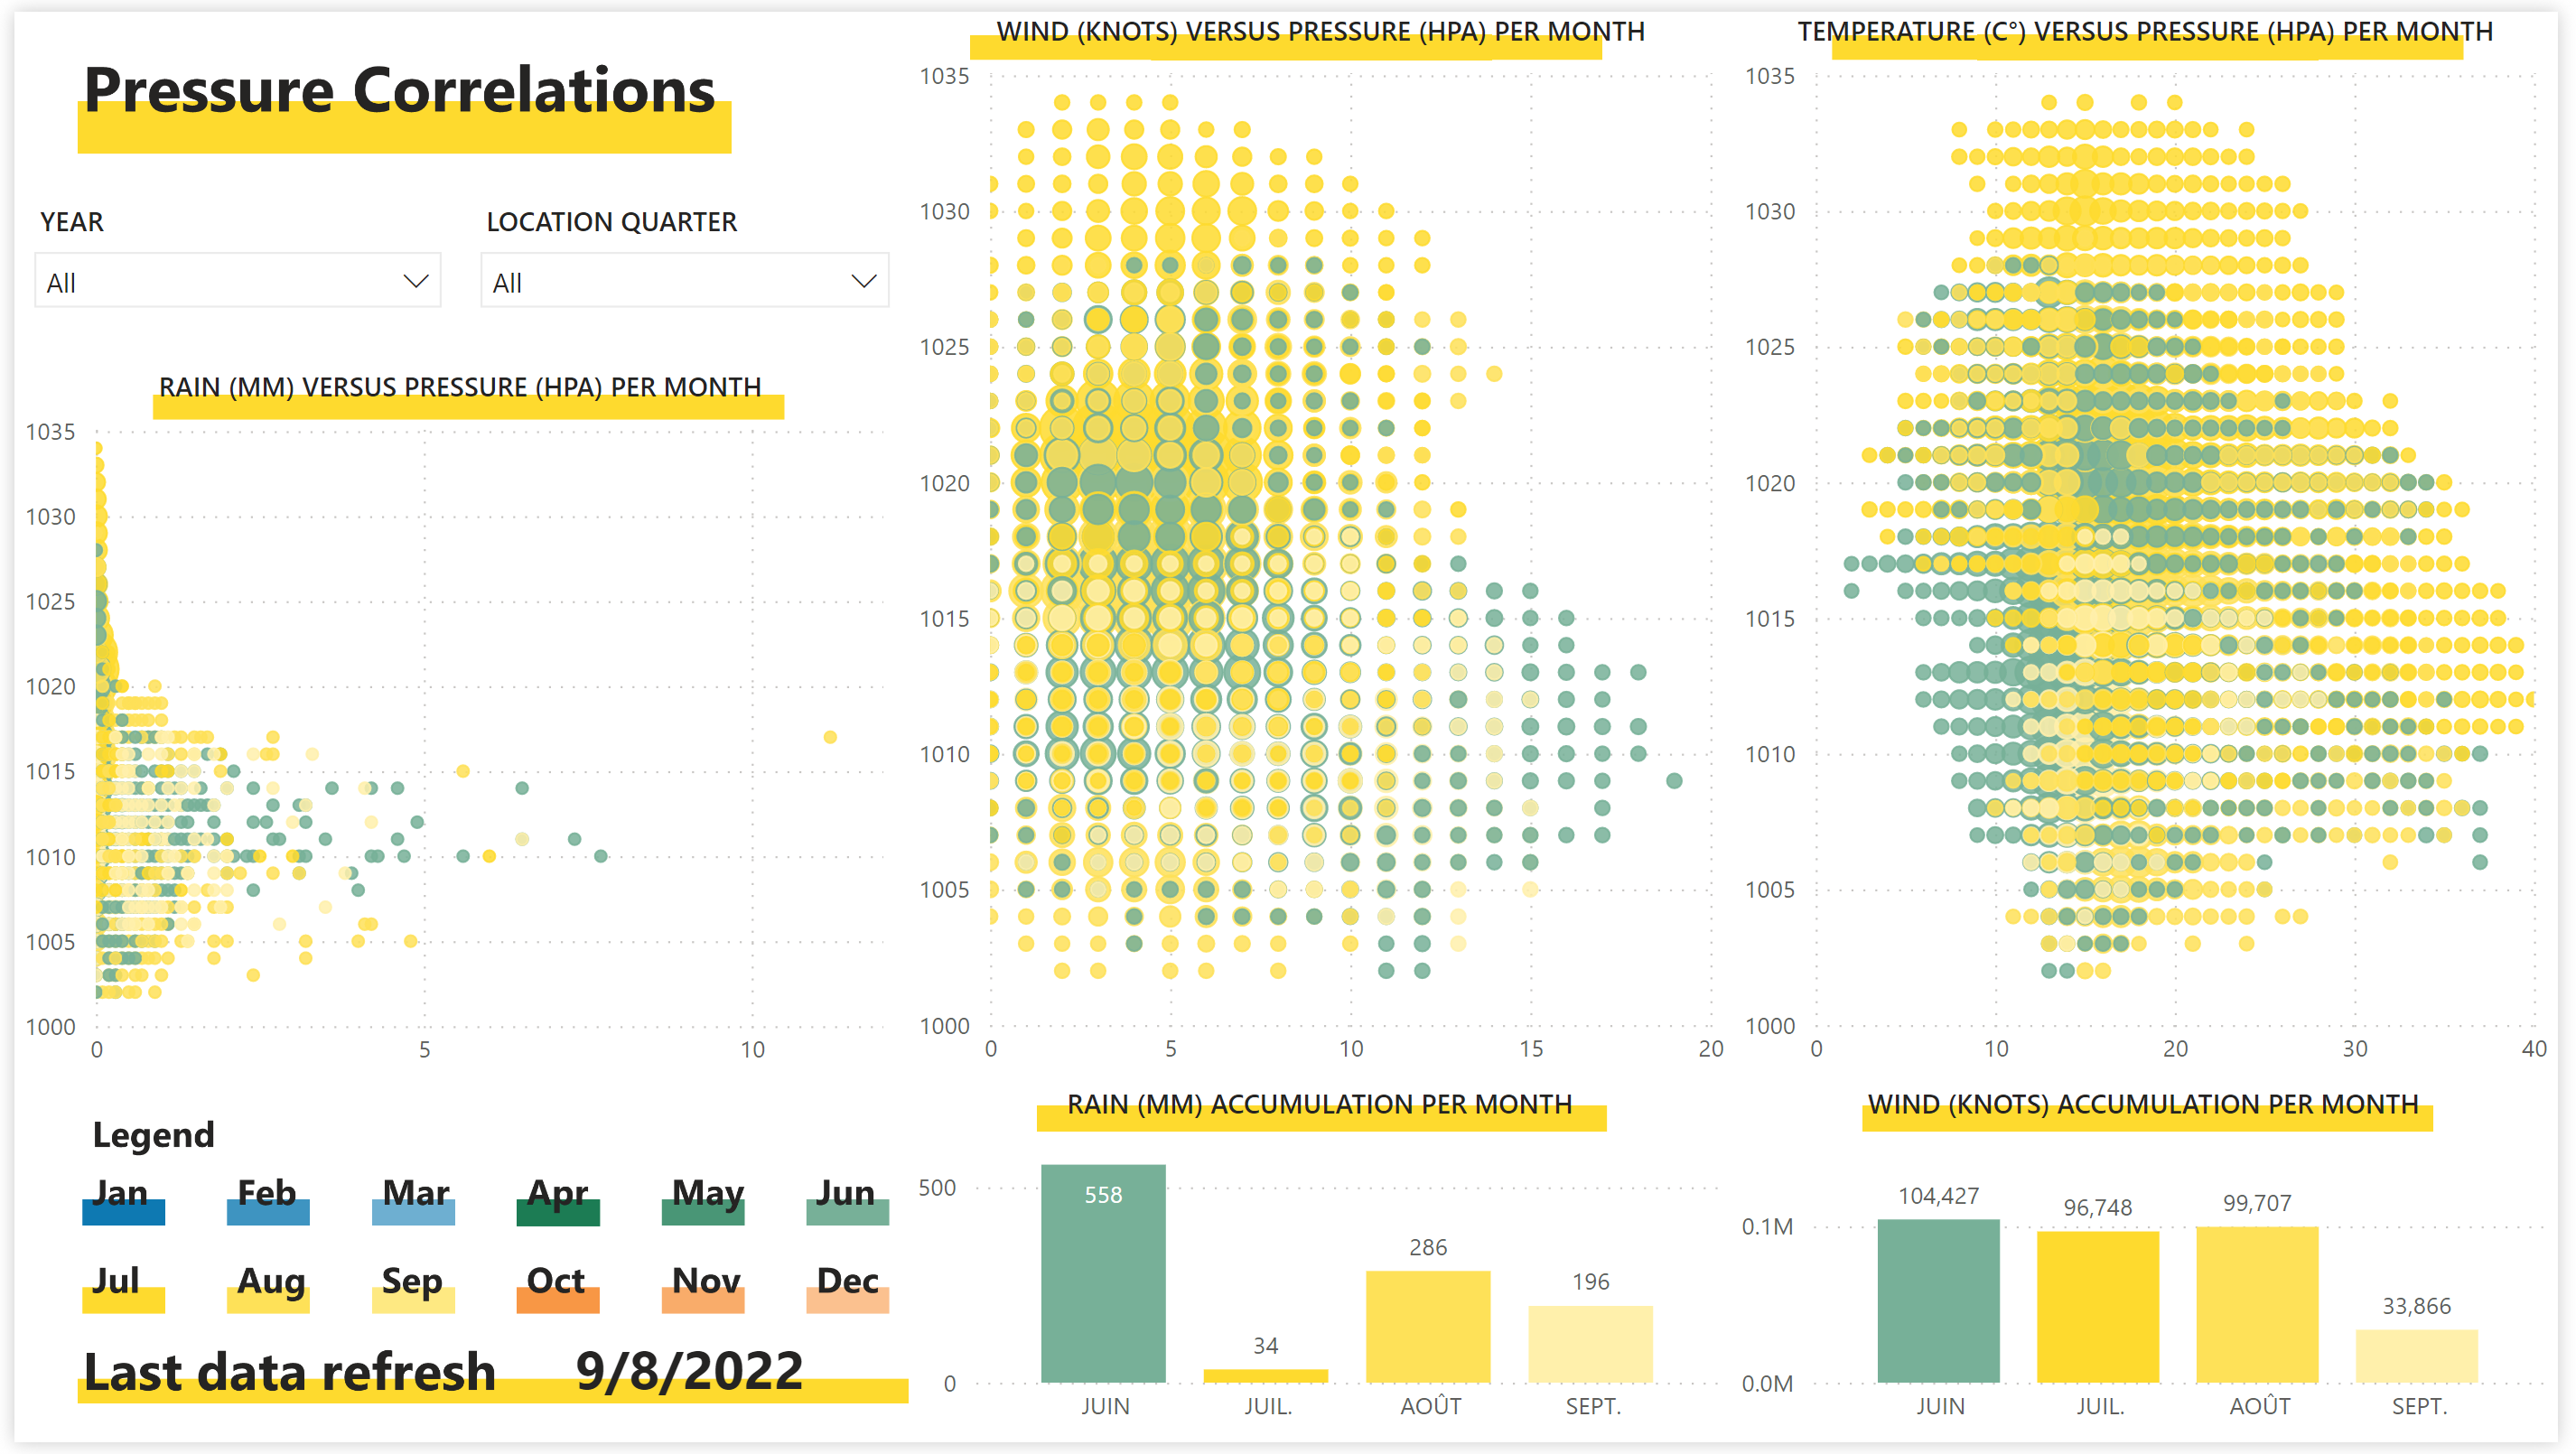 Pressure Correlations
YEAR
LOCATION QUARTER
All
All
RAIN (MM) VERSUS PRESSURE (HPA) PER MONTH
1035
1030
1025
1020
1015
1010
1005
1000
0
5
10
WIND (KNOTS) VERSUS PRESSURE (HPA) PER MONTH
1035
1030
1025
1020
1015
1010
1005
1000
0
5
10
15
20
TEMPERATURE (C°) VERSUS PRESSURE (HPA) PER MONTH
1035
1030
1025
1020
1015
1010
1005
1000
0
10
20
30
40
Legend
Jan Feb Mar Apr May Jun
Jul Aug Sep Oct Nov Dec
Last data refresh 9/8/2022
RAIN (MM) ACCUMULATION PER MONTH
500
0
558
34
286
196
JUIN JUIL. AOÛT SEPT.
WIND (KNOTS) ACCUMULATION PER MONTH
0.1M
0.0M
104,427
96,748
99,707
33,866
JUIN JUIL. AOÛT SEPT.